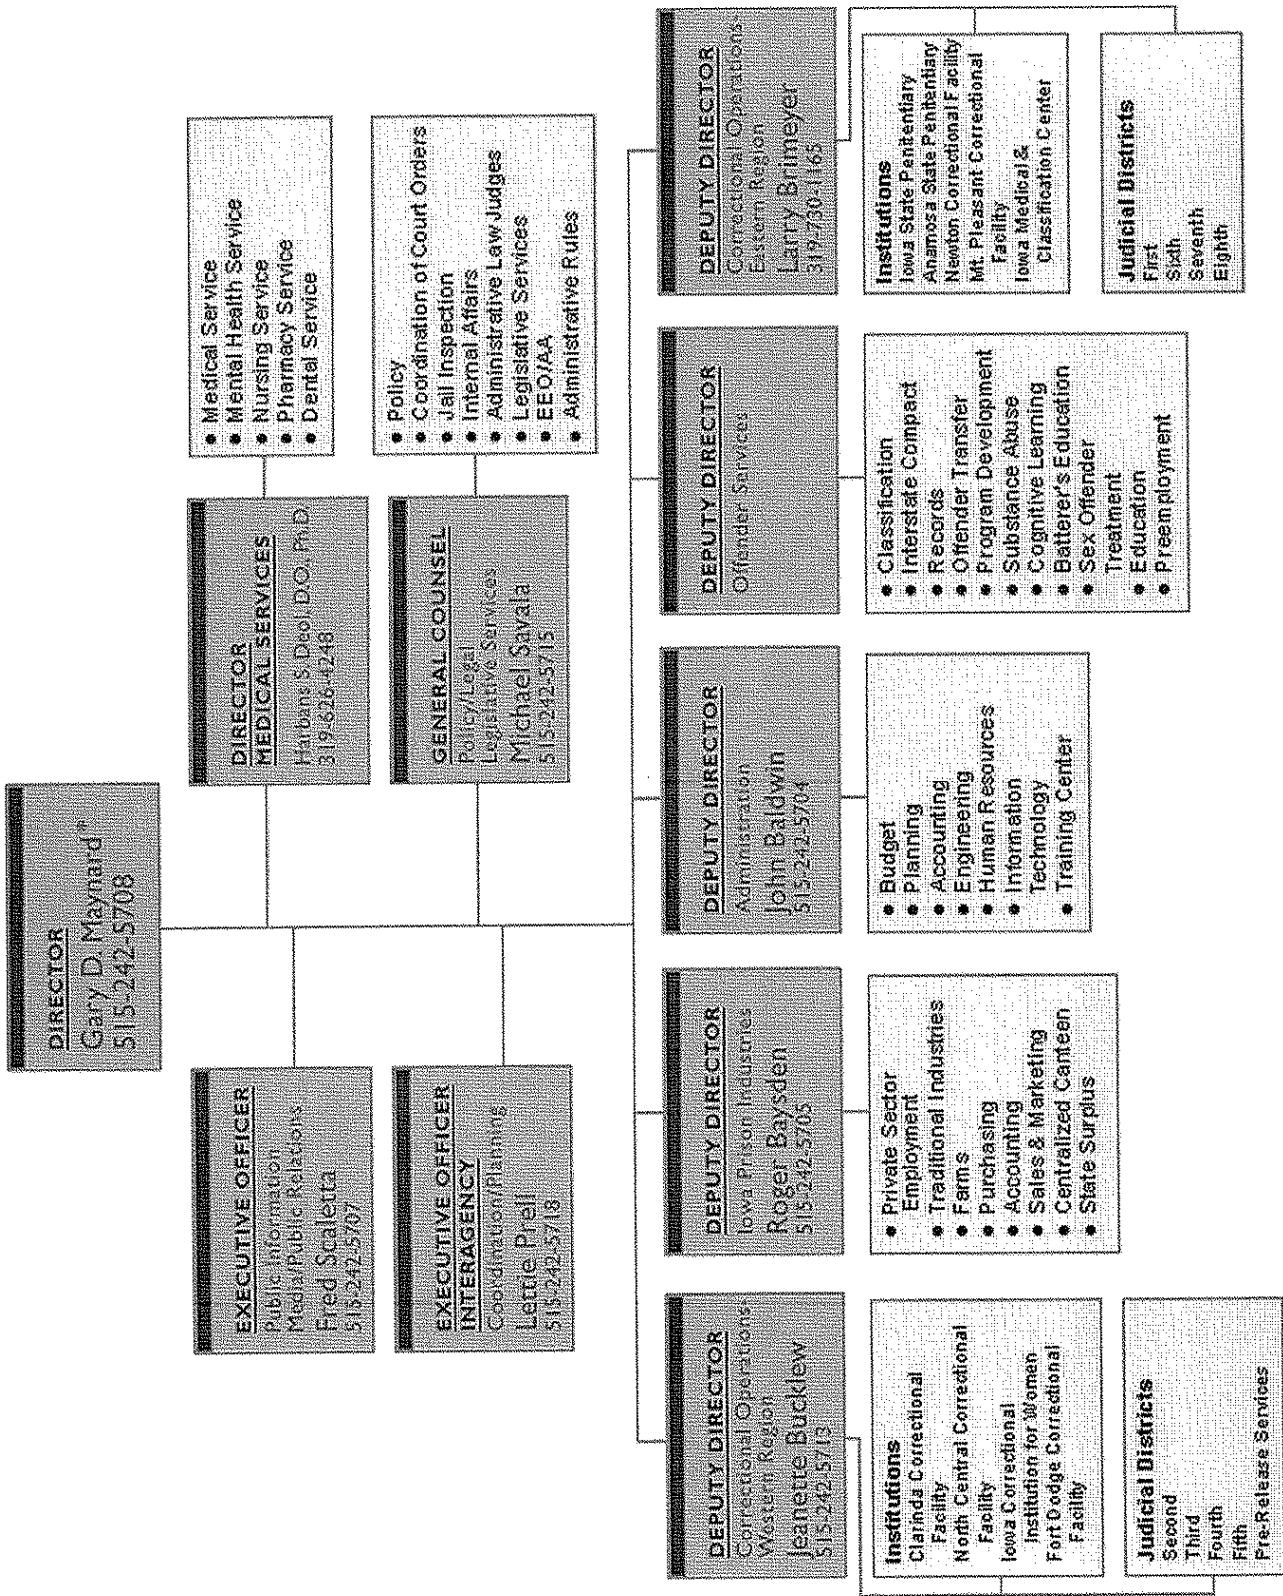 DIRECTOR
Gary D. Maynard
515-242-5708
EXECUTIVE OFFICER
Public Information
Media/Public Relations
Fred Scaletta
515-242-5707
DIRECTOR
MEDICAL SERVICES
Harbans S. Deol, DO, PhD
319-626-4248
• Medical Service
• Mental Health Service
• Nursing Service
• Pharmacy Service
• Dental Service
EXECUTIVE OFFICER
INTERAGENCY
Coordination/Planning
Lettie Prell
515-242-5718
GENERAL COUNSEL
Policy/Legal
Legislative Services
Michael Savala
515-242-5715
• Policy
• Coordination of Court Orders
• Jail Inspection
• Internal Affairs
• Administrative Law Judges
• Legislative Services
• EEO/AA
• Administrative Rules
DEPUTY DIRECTOR
Correctional Operations-
Western Region
Jeanette Bucklew
515-242-5713
Institutions
Clarinda Correctional
Facility
North Central Correctional
Facility
Iowa Correctional
Institution for Women
Fort Dodge Correctional
Facility
Judicial Districts
Second
Third
Fourth
Fifth
Pre-Release Services
DEPUTY DIRECTOR
Iowa Prison Industries
Roger Baysden
515-242-5705
• Private Sector
Employment
• Traditional Industries
• Farms
• Purchasing
• Accounting
• Sales & Marketing
• Centralized Canteen
• State Surplus
DEPUTY DIRECTOR
Administration
John Baldwin
515-242-5704
• Budget
• Planning
• Accounting
• Engineering
• Human Resources
• Information
Technology
• Training Center
DEPUTY DIRECTOR
Offender Services
• Classification
• Interstate Compact
• Records
• Offender Transfer
• Program Development
• Substance Abuse
• Cognitive Learning
• Batterer's Education
• Sex Offender
Treatment
• Education
• Preemployment
DEPUTY DIRECTOR
Correctional Operations-
Eastern Region
Larry Brimeyer
319-730-1165
Institutions
Iowa State Penitentiary
Anamosa State Penitentiary
Newton Correctional Facility
Mt. Pleasant Correctional
Facility
Iowa Medical &
Classification Center
Judicial Districts
First
Sixth
Seventh
Eighth